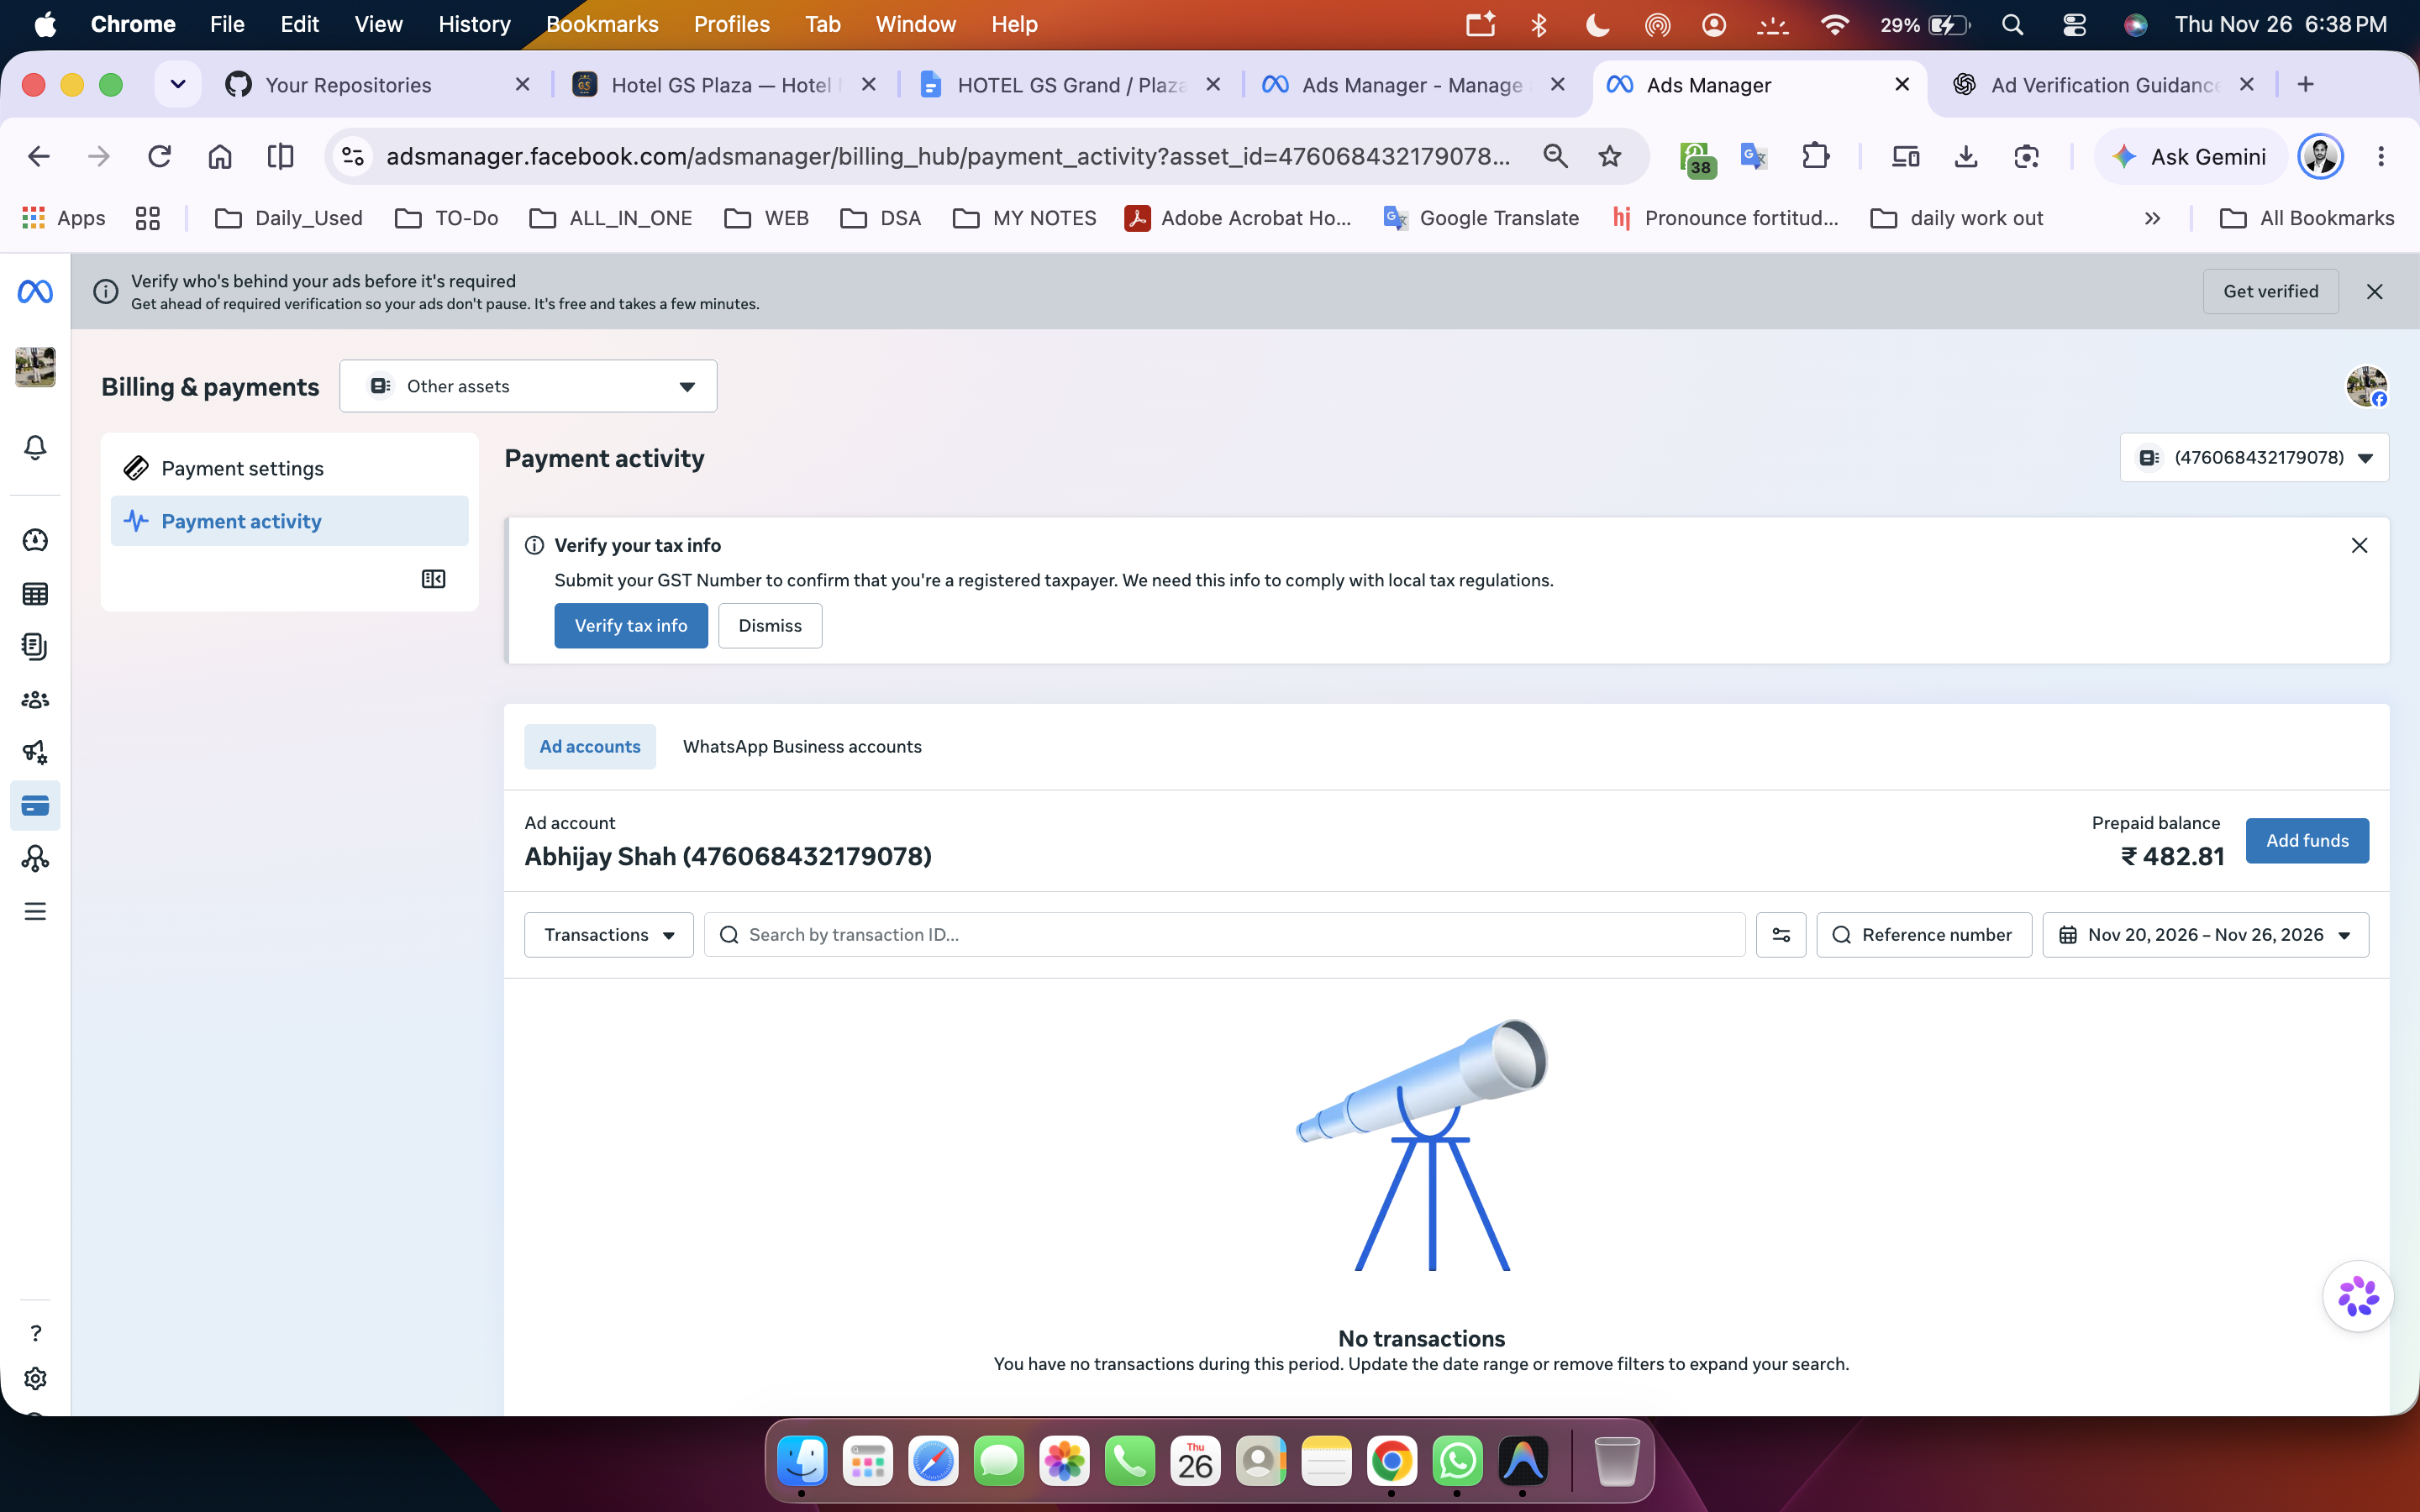 Chrome File Edit View History Bookmarks Profiles Tab Window Help 29% Thu Nov 26 6:38 PM
Your Repositories Hotel GS Plaza — Hotel HOTEL GS Grand / Plaza Ads Manager - Manage Ads Manager Ad Verification Guidance
adsmanager.facebook.com/adsmanager/billing_hub/payment_activity?asset_id=476068432179078... 38 Ask Gemini
Apps Daily_Used TO-Do ALL_IN_ONE WEB DSA MY NOTES Adobe Acrobat Ho... Google Translate hj Pronounce fortitud... daily work out » All Bookmarks
Verify who's behind your ads before it's required
Get ahead of required verification so your ads don't pause. It's free and takes a few minutes.
Get verified
Billing & payments Other assets
Payment settings
Payment activity
Payment activity (476068432179078)
Verify your tax info
Submit your GST Number to confirm that you're a registered taxpayer. We need this info to comply with local tax regulations.
Verify tax info Dismiss
Ad accounts WhatsApp Business accounts
Ad account
Abhijay Shah (476068432179078)
Prepaid balance
₹ 482.81
Add funds
Transactions Search by transaction ID... Reference number Nov 20, 2026 – Nov 26, 2026
No transactions
You have no transactions during this period. Update the date range or remove filters to expand your search.
?
Thu
26